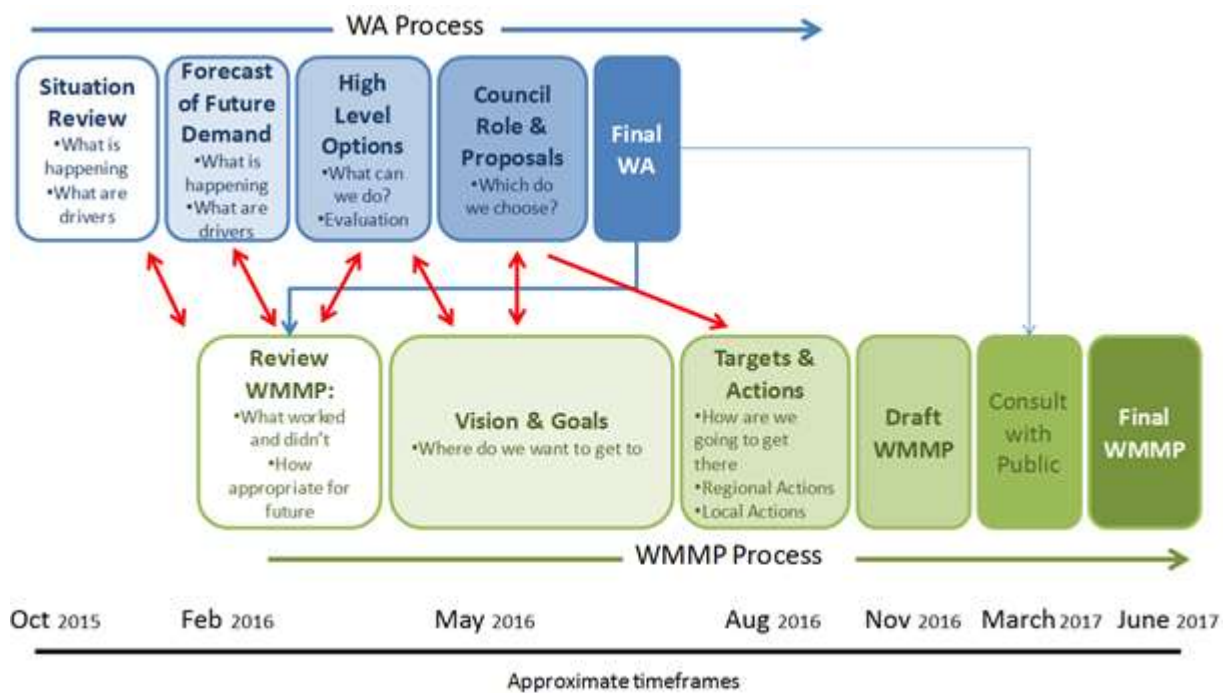 WA Process
Situation
Review
•What is
happening
•What are
drivers
Forecast
of Future
Demand
•What is
happening
•What are
drivers
High
Level
Options
•What can
we do?
•Evaluation
Council
Role &
Proposals
•Which do
we choose?
Final
WA
Review
WMMP:
•What worked
and didn't
•How
appropriate for
future
Vision & Goals
•Where do we want to get to
Targets &
Actions
•How are we
going to get
there
•Regional Actions
•Local Actions
Draft
WMMP
Consult
with
Public
Final
WMMP
WMMP Process
Oct 2015 Feb 2016 May 2016 Aug 2016 Nov 2016 March 2017 June 2017
Approximate timeframes